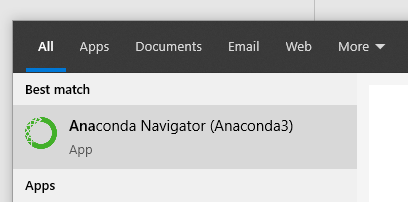 All Apps Documents Email Web More
Best match
Anaconda Navigator (Anaconda3)
App
Apps